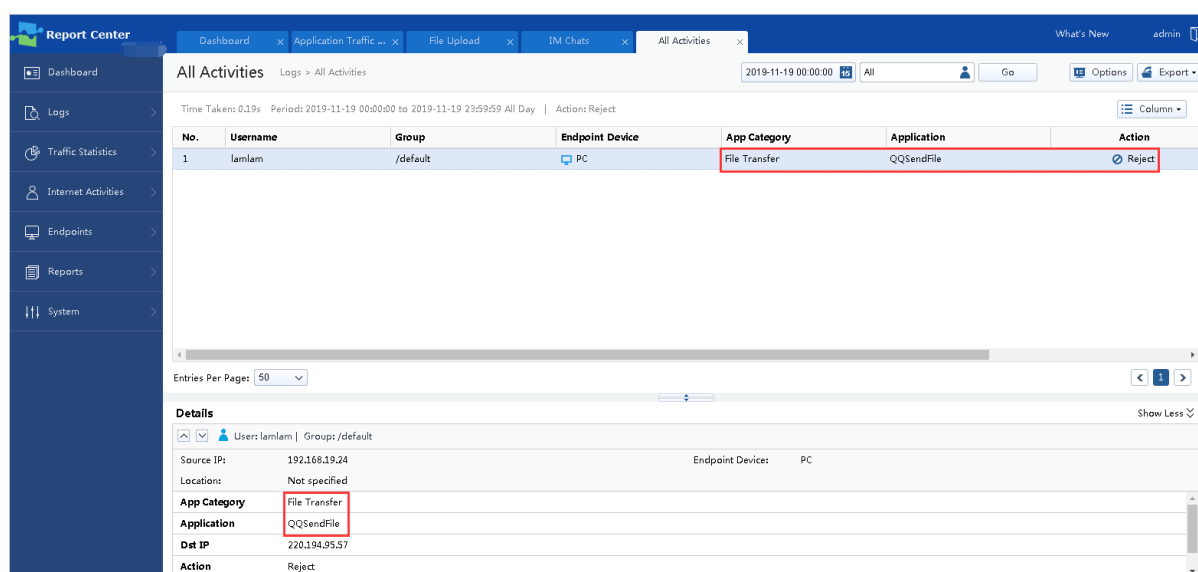 Report Center
Dashboard
Application Traffic ...
File Upload
IM Chats
All Activities
What's New
admin
Dashboard
Logs
Traffic Statistics
Internet Activities
Endpoints
Reports
System
All Activities Logs > All Activities
2019-11-19 00:00:00 15 All Go Options Export
Time Taken: 0.19s Period: 2019-11-19 00:00:00 to 2019-11-19 23:59:59 All Day | Action: Reject
Column
No. Username Group Endpoint Device App Category Application Action
1 lamlam /default PC File Transfer QQSendFile Reject
Entries Per Page: 50
1
Details
Show Less
User: lamlam | Group: /default
Source IP: 192.168.19.24 Endpoint Device: PC
Location: Not specified
App Category File Transfer
Application QQSendFile
Dst IP 220.194.95.57
Action Reject